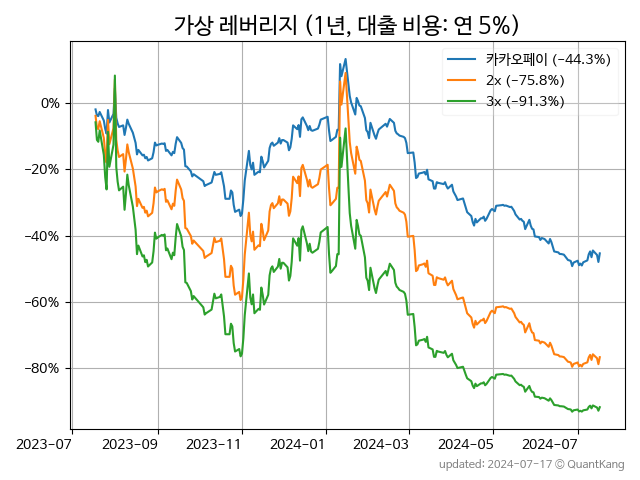 가상 레버리지 (1년, 대출 비용: 연 5%)
카카오페이 (−44.3%)
2x (−75.8%)
3x (−91.3%)
0%
−20%
−40%
−60%
−80%
2023−07 2023−09 2023−11 2024−01 2024−03 2024−05 2024−07
updated: 2024−07−17 © QuantKang